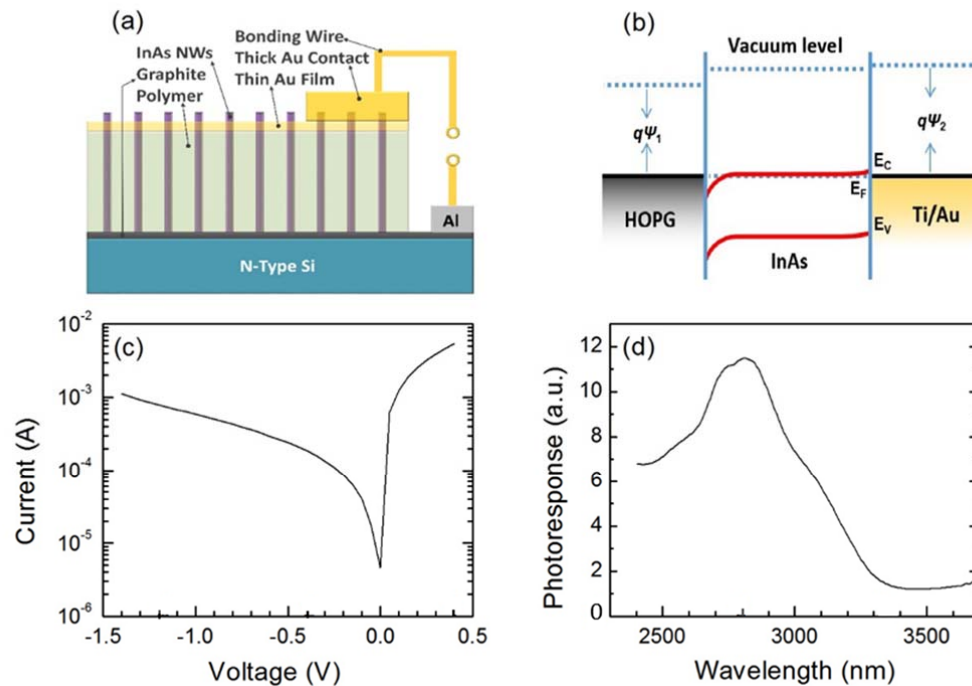 (a)
Bonding Wire
Thick Au Contact
Thin Au Film
InAs NWs
Graphite
Polymer
Al
N-Type Si
(b)
Vacuum level
qΨ₁
qΨ₂
E_C
E_F
E_V
HOPG
InAs
Ti/Au
(c)
10⁻²
10⁻³
10⁻⁴
10⁻⁵
10⁻⁶
Current (A)
-1.5 -1.0 -0.5 0.0 0.5
Voltage (V)
(d)
12
10
8
6
4
2
0
Photoresponse (a.u.)
2500 3000 3500
Wavelength (nm)